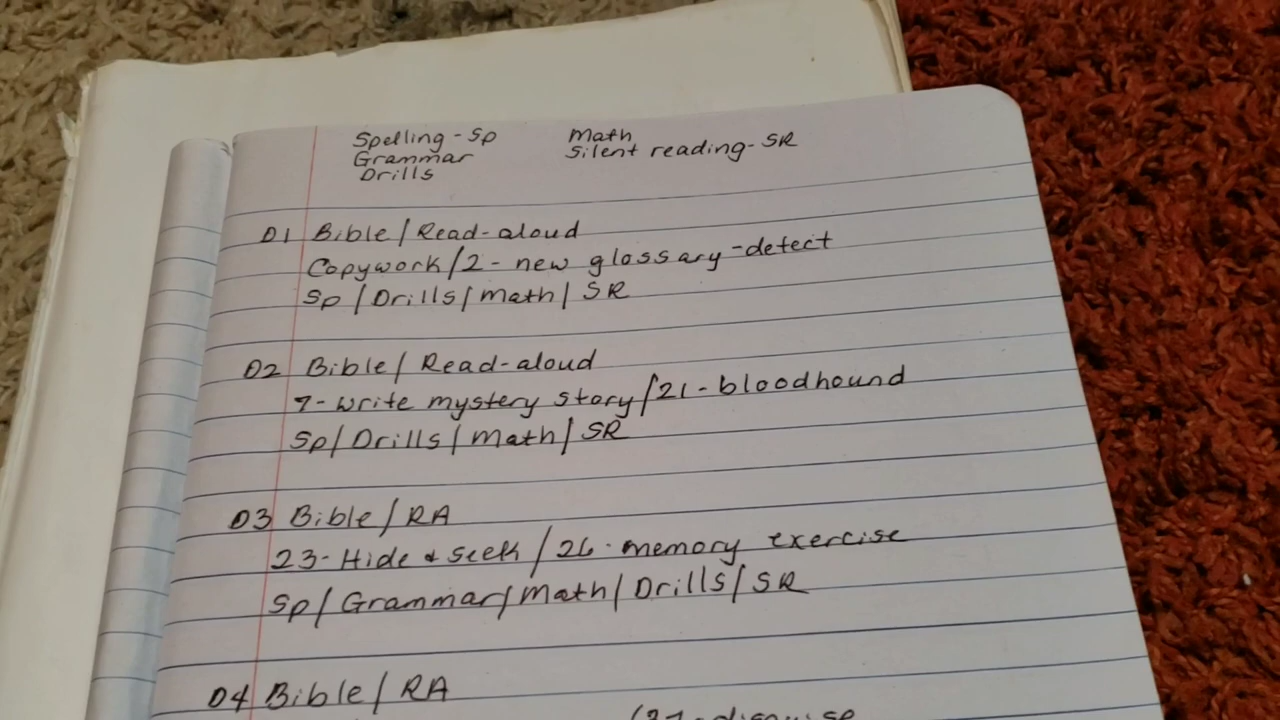 Spelling - Sp
Grammar
Drills
Math
Silent reading - SR
D1 Bible / Read-aloud
Copywork / 2 - new glossary - detect
Sp / Drills / Math / SR
D2 Bible / Read-aloud
7 - write mystery story / 21 - bloodhound
Sp / Drills / Math / SR
D3 Bible / RA
23 - Hide & seek / 26 - memory exercise
Sp / Grammar / Math / Drills / SR
D4 Bible / RA
disguise